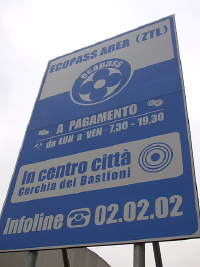 ECOPASS AREA (ZTL)
ecopass
A PAGAMENTO
da LUN a VEN 7,30 - 19,30
In centro città
Cerchia dei Bastioni
Infoline 02.02.02